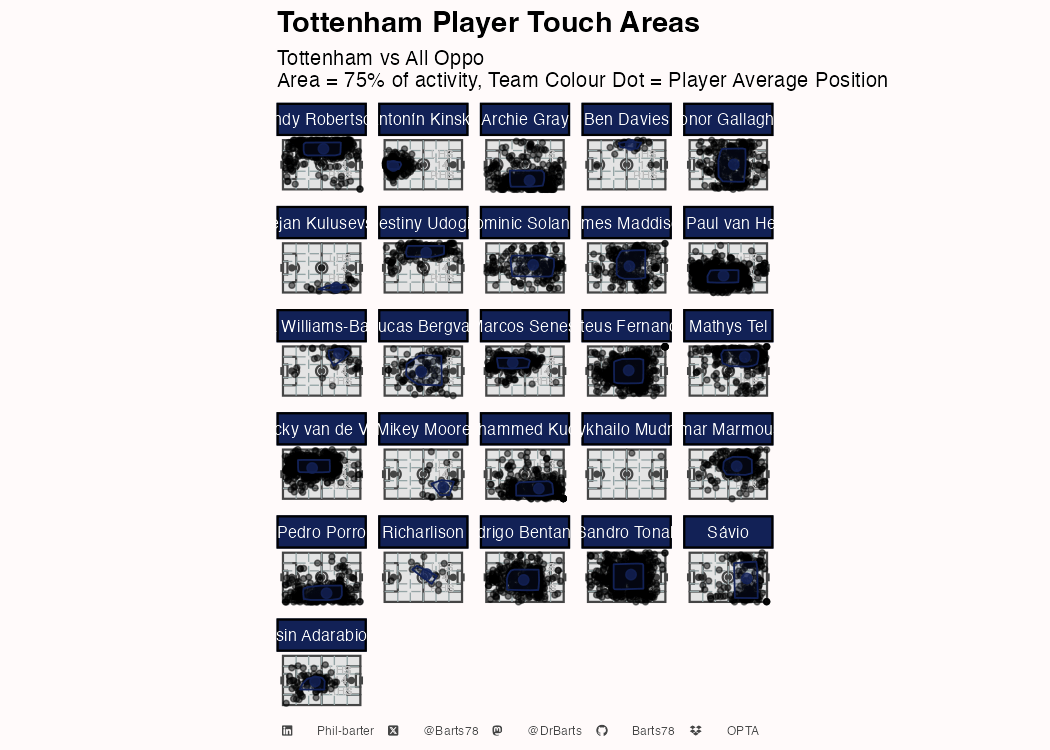 Tottenham Player Touch Areas
Tottenham vs All Oppo
Area = 75% of activity, Team Colour Dot = Player Average Position
ndy Robertso ntonín Kinsk Archie Gray Ben Davies onor Gallagh
ejan Kulusevs estiny Udogi ominic Solan mes Maddis Paul van He
Williams-Ba ucas Bergva Marcos Senes teus Fernand Mathys Tel
cky van de V Mikey Moore hammed Kud ykhailo Mudr mar Marmou
Pedro Porro Richarlison drigo Bentan Sandro Tonal Sávio
sin Adarabio
Phil-barter @Barts78 @DrBarts Barts78 OPTA